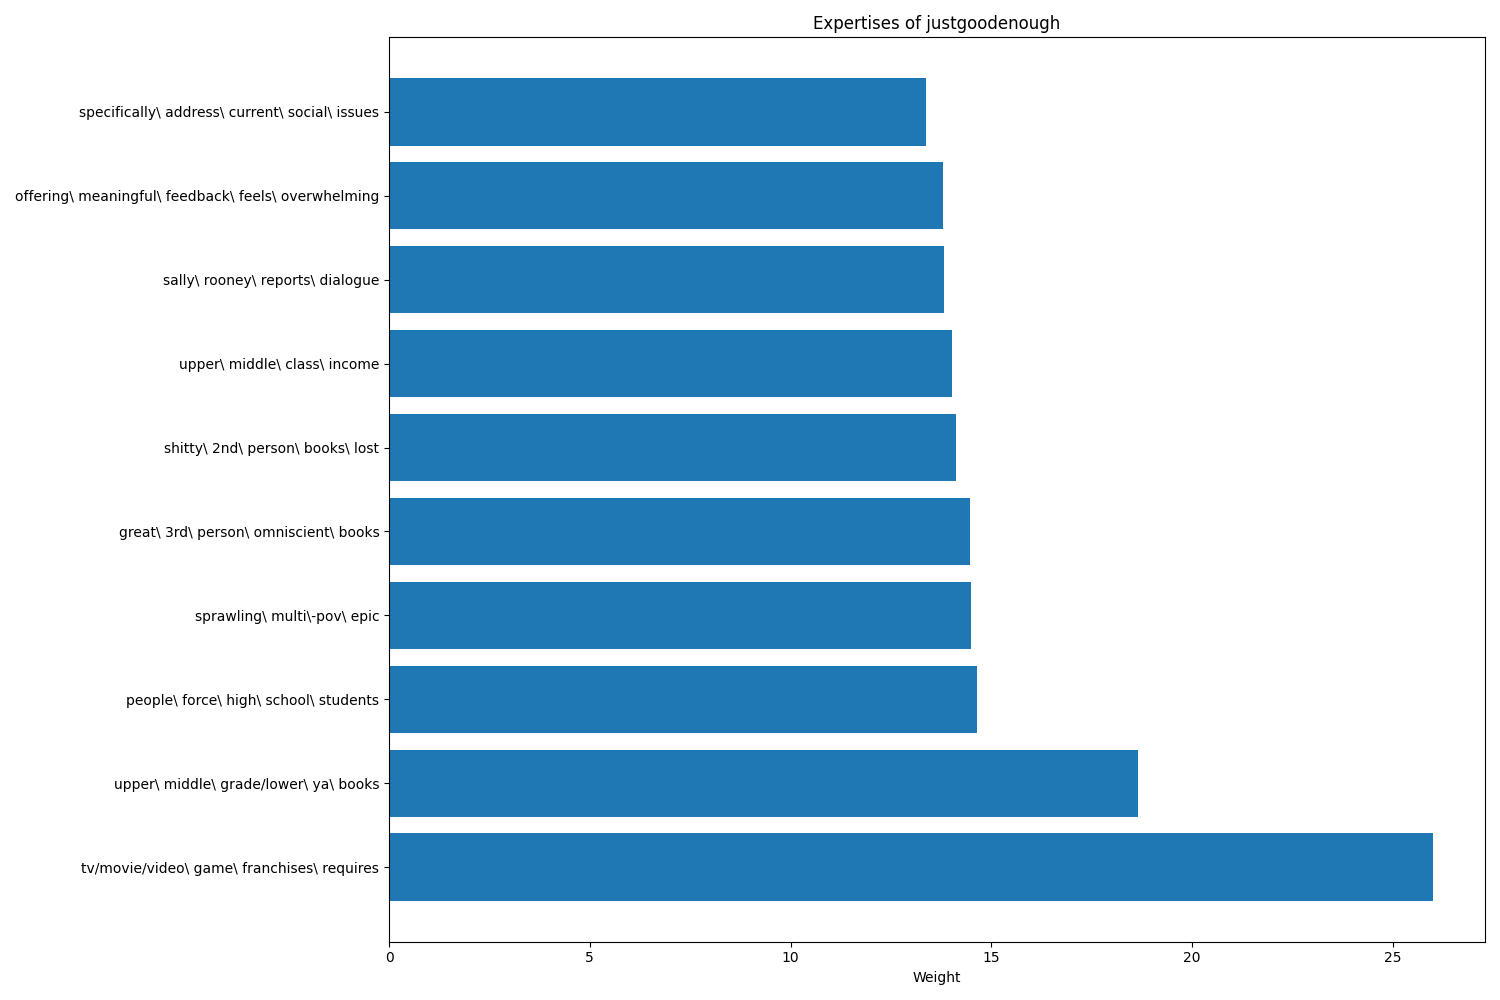 Expertises of justgoodenough
specifically\ address\ current\ social\ issues
offering\ meaningful\ feedback\ feels\ overwhelming
sally\ rooney\ reports\ dialogue
upper\ middle\ class\ income
shitty\ 2nd\ person\ books\ lost
great\ 3rd\ person\ omniscient\ books
sprawling\ multi\-pov\ epic
people\ force\ high\ school\ students
upper\ middle\ grade/lower\ ya\ books
tv/movie/video\ game\ franchises\ requires
0 5 10 15 20 25
Weight